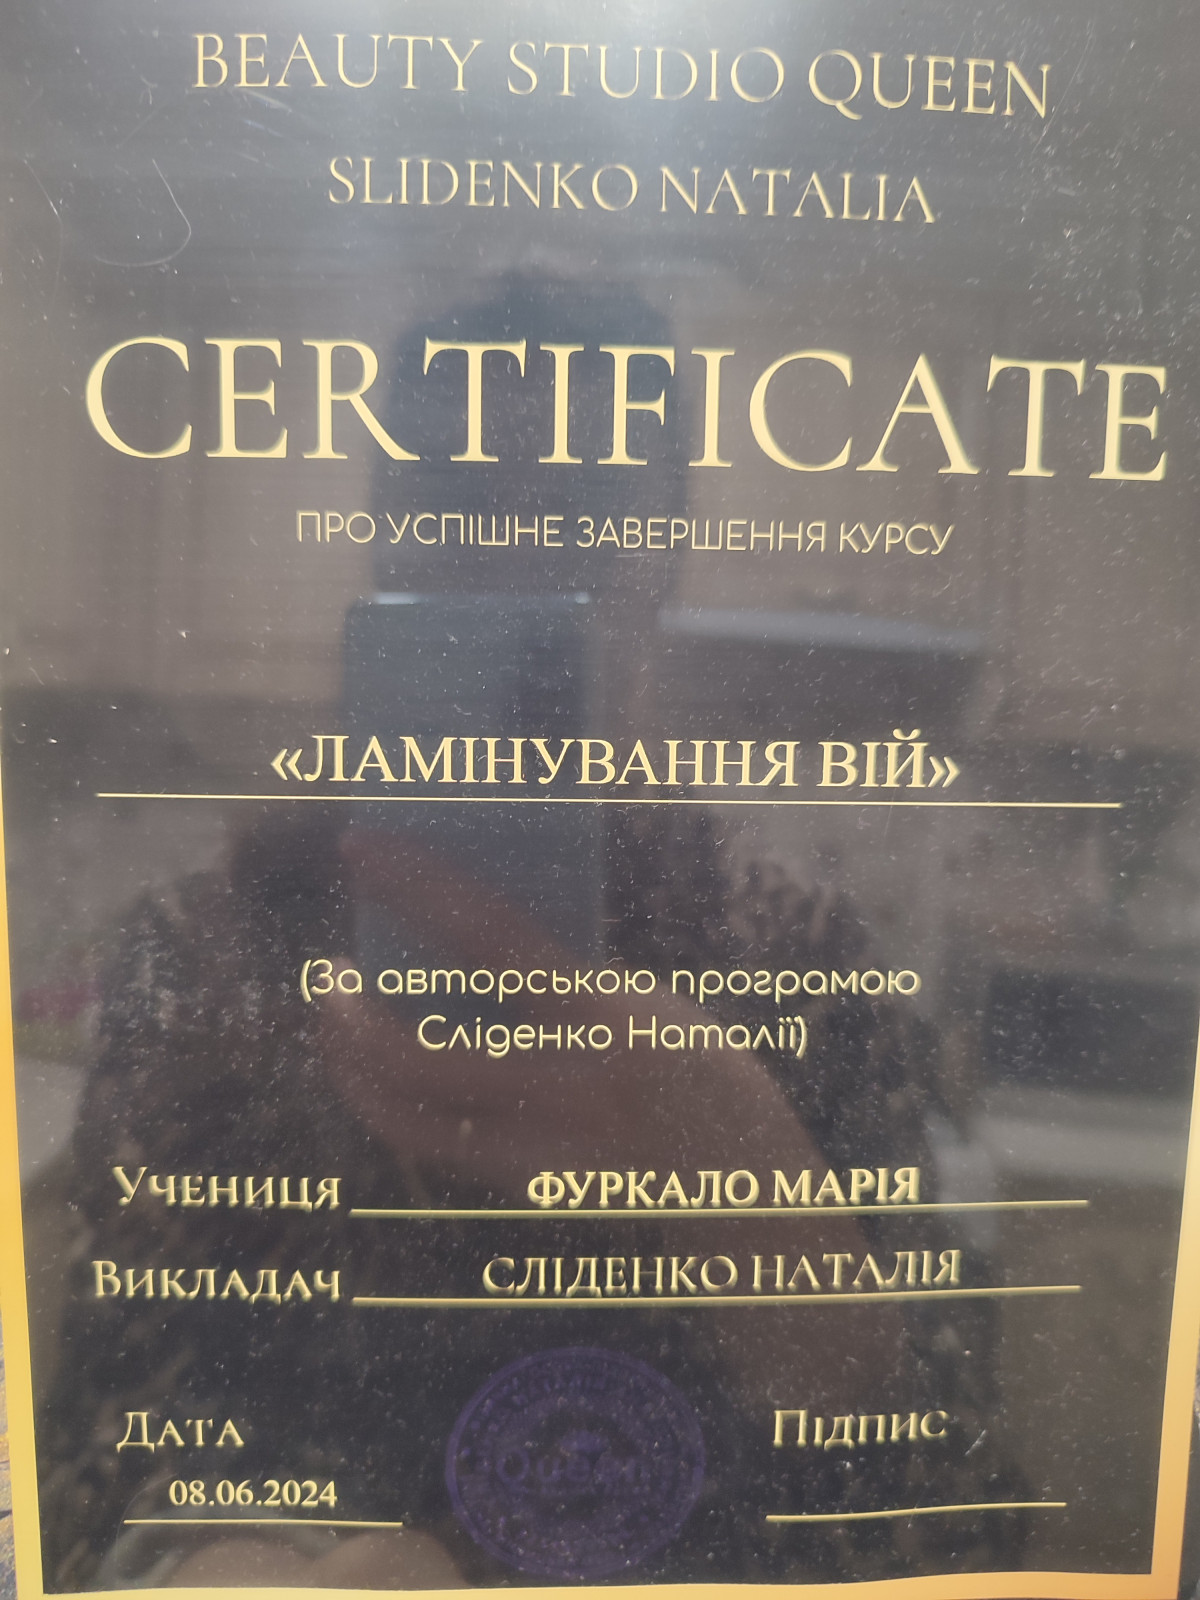 BEAUTY STUDIO QUEEN
SLIDENKO NATALIA
CERTIFICATE
ПРО УСПІШНЕ ЗАВЕРШЕННЯ КУРСУ
«ЛАМІНУВАННЯ ВІЙ»
(За авторською програмою
Сліденко Наталії)
Учениця ФУРКАЛО МАРІЯ
Викладач СЛІДЕНКО НАТАЛІЯ
Дата
Підпис
08.06.2024
Queen